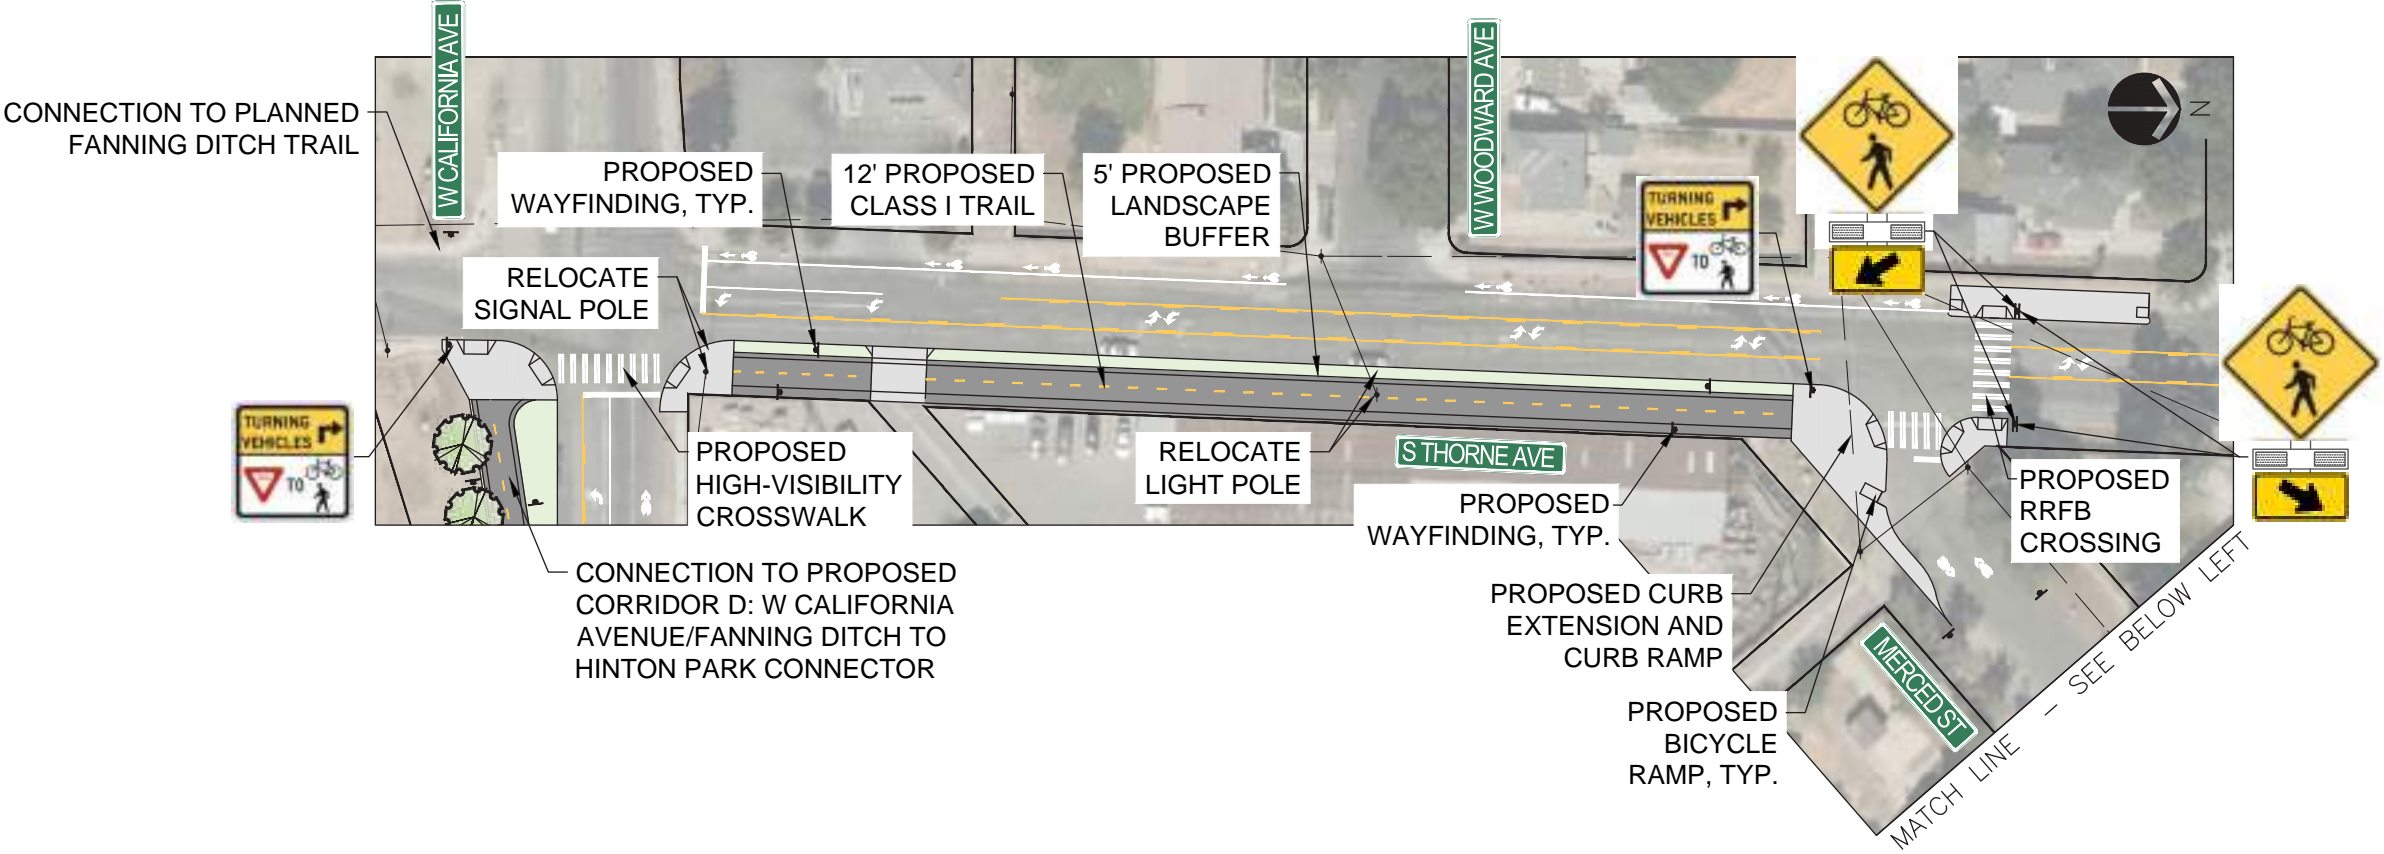 W CALIFORNIA AVE
W WOODWARD AVE
CONNECTION TO PLANNED
FANNING DITCH TRAIL
PROPOSED
WAYFINDING, TYP.
12' PROPOSED
CLASS I TRAIL
5' PROPOSED
LANDSCAPE
BUFFER
TURNING
VEHICLES
TO
N
RELOCATE
SIGNAL POLE
TURNING
VEHICLES
TO
PROPOSED
HIGH-VISIBILITY
CROSSWALK
RELOCATE
LIGHT POLE
S THORNE AVE
PROPOSED
WAYFINDING, TYP.
PROPOSED
RRFB
CROSSING
CONNECTION TO PROPOSED
CORRIDOR D: W CALIFORNIA
AVENUE/FANNING DITCH TO
HINTON PARK CONNECTOR
PROPOSED CURB
EXTENSION AND
CURB RAMP
PROPOSED
BICYCLE
RAMP, TYP.
MERCED ST
MATCH LINE – SEE BELOW LEFT